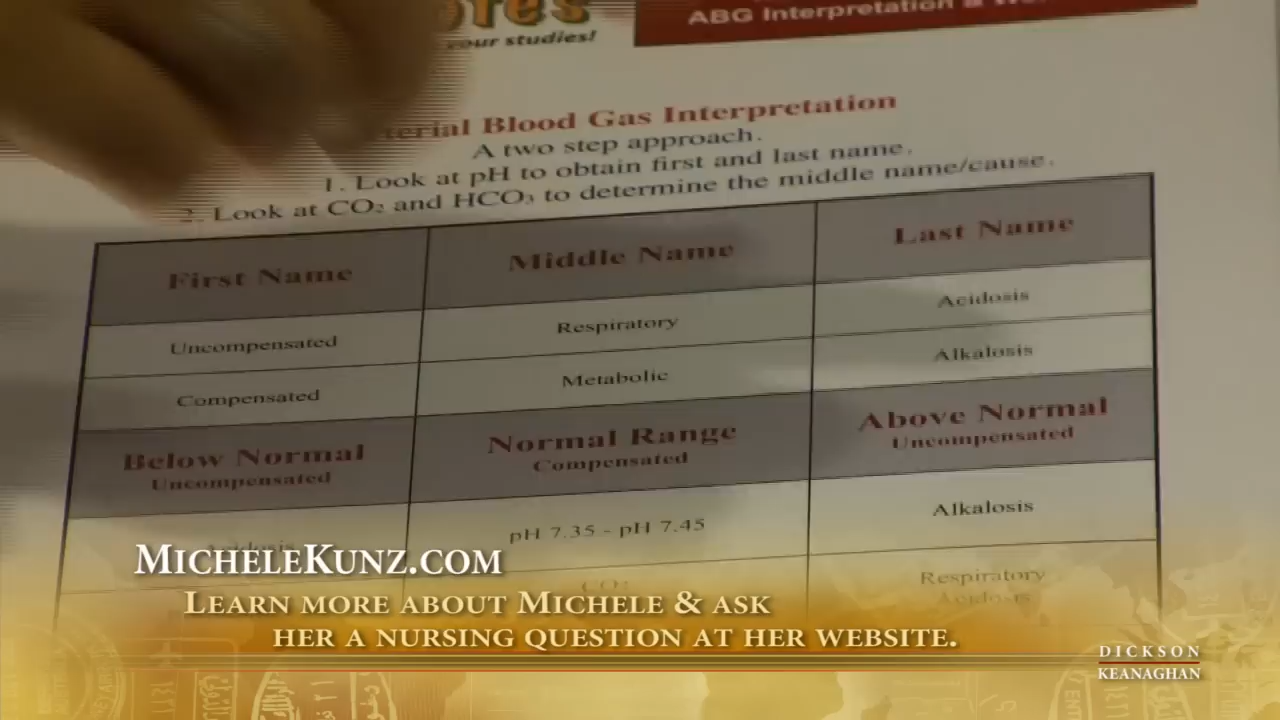 your studies!
ABG Interpretation
Blood Gas Interpretation
A two step approach.
1. Look at pH to obtain first and last name.
2. Look at CO₂ and HCO₃ to determine the middle name/cause.
First Name Middle Name Last Name
Uncompensated Respiratory Acidosis
Compensated Metabolic Alkalosis
Below Normal Normal Range Above Normal
Uncompensated Compensated Uncompensated
Acidosis pH 7.35 - pH 7.45 Alkalosis
CO₂ Respiratory
Acidosis
MICHELEKUNZ.COM
LEARN MORE ABOUT MICHELE & ASK
HER A NURSING QUESTION AT HER WEBSITE.
DICKSON
KEANAGHAN